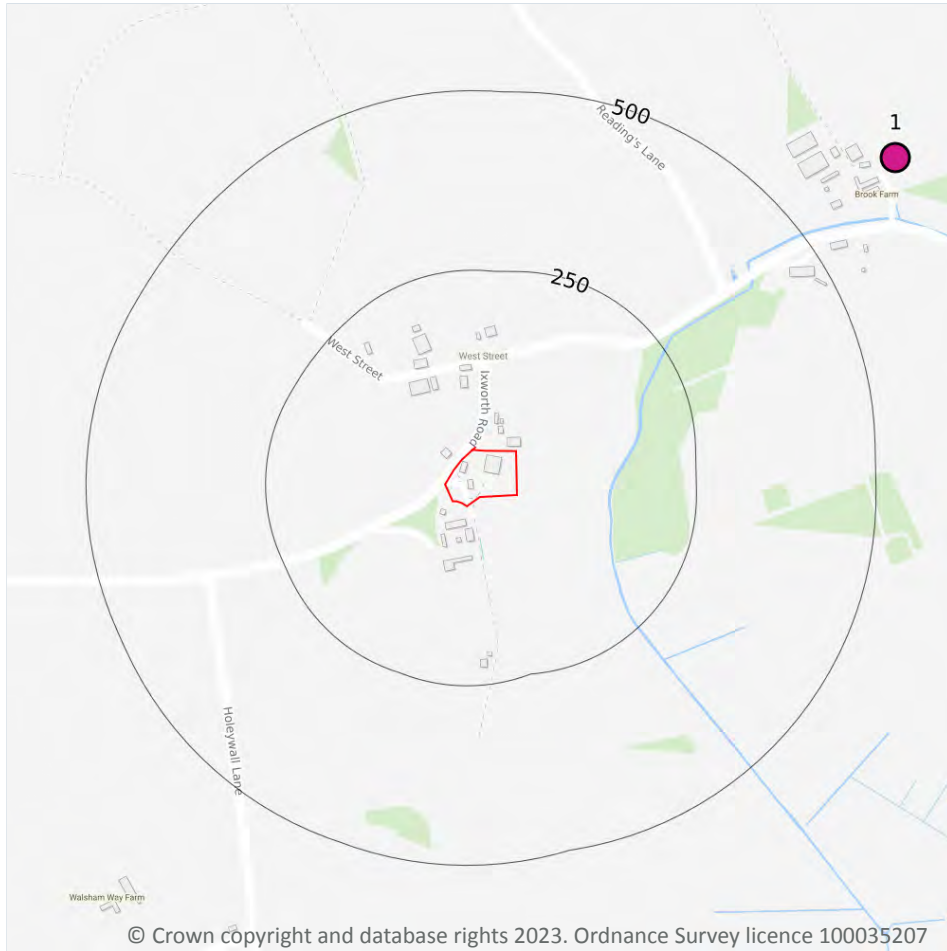 500
Reading's Lane
1
Brook Farm
250
West Street
West Street
Ixworth Road
Holeywall Lane
Walsham Way Farm
© Crown copyright and database rights 2023. Ordnance Survey licence 100035207